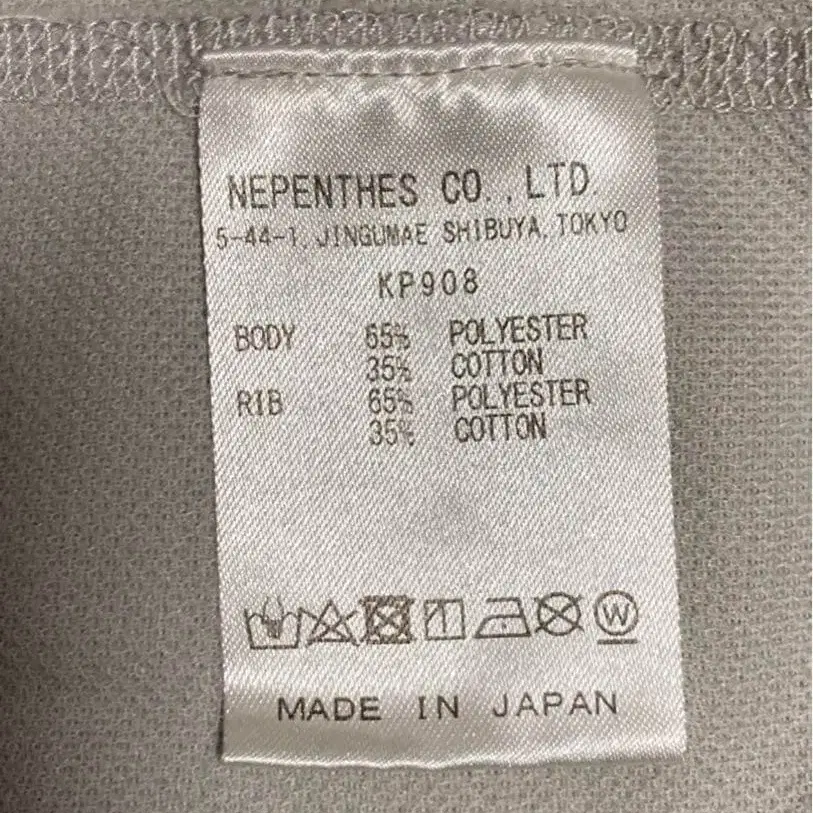 NEPENTHES CO.,LTD.
5-44-1, JINGUMAE SHIBUYA, TOKYO
KP908
BODY 65% POLYESTER
35% COTTON
RIB 65% POLYESTER
35% COTTON
W
MADE IN JAPAN